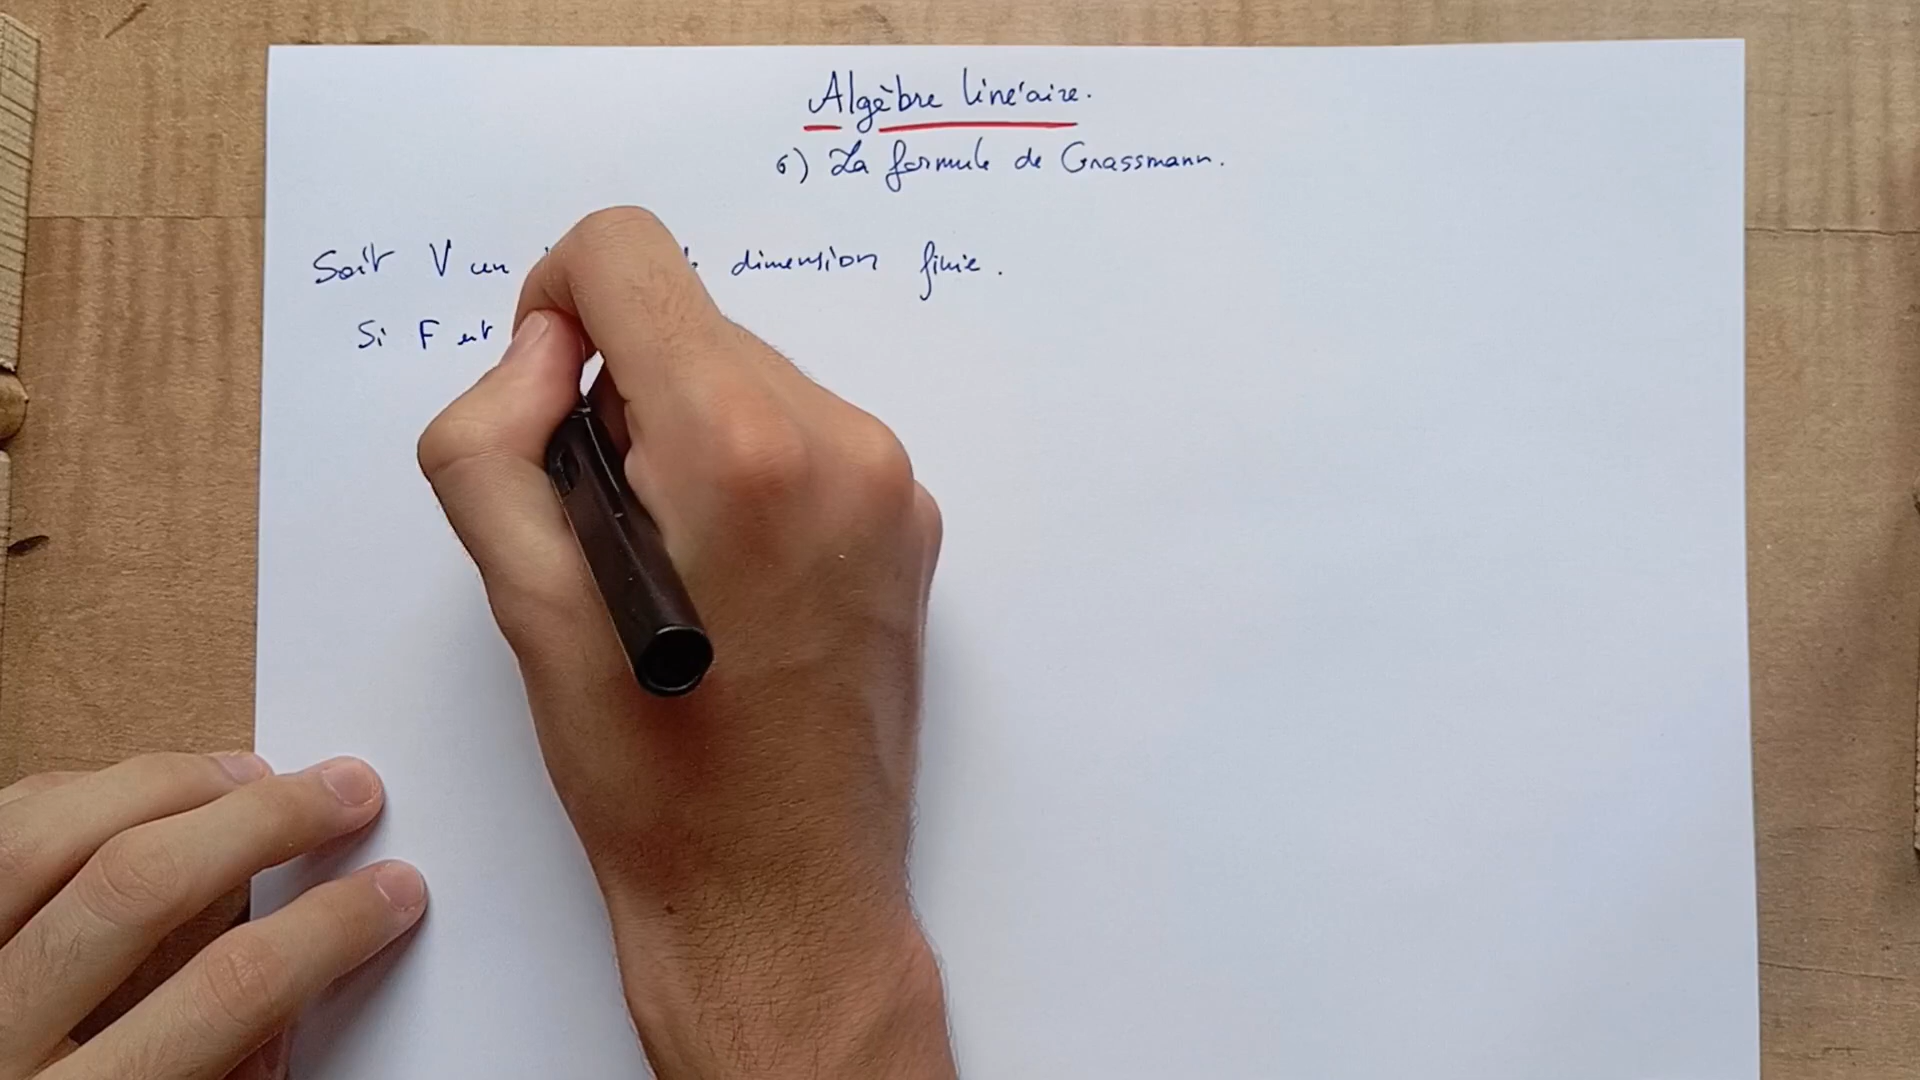 Algèbre linéaire.
6) La formule de Grassmann.
Soit V un dimension finie.
Si F est